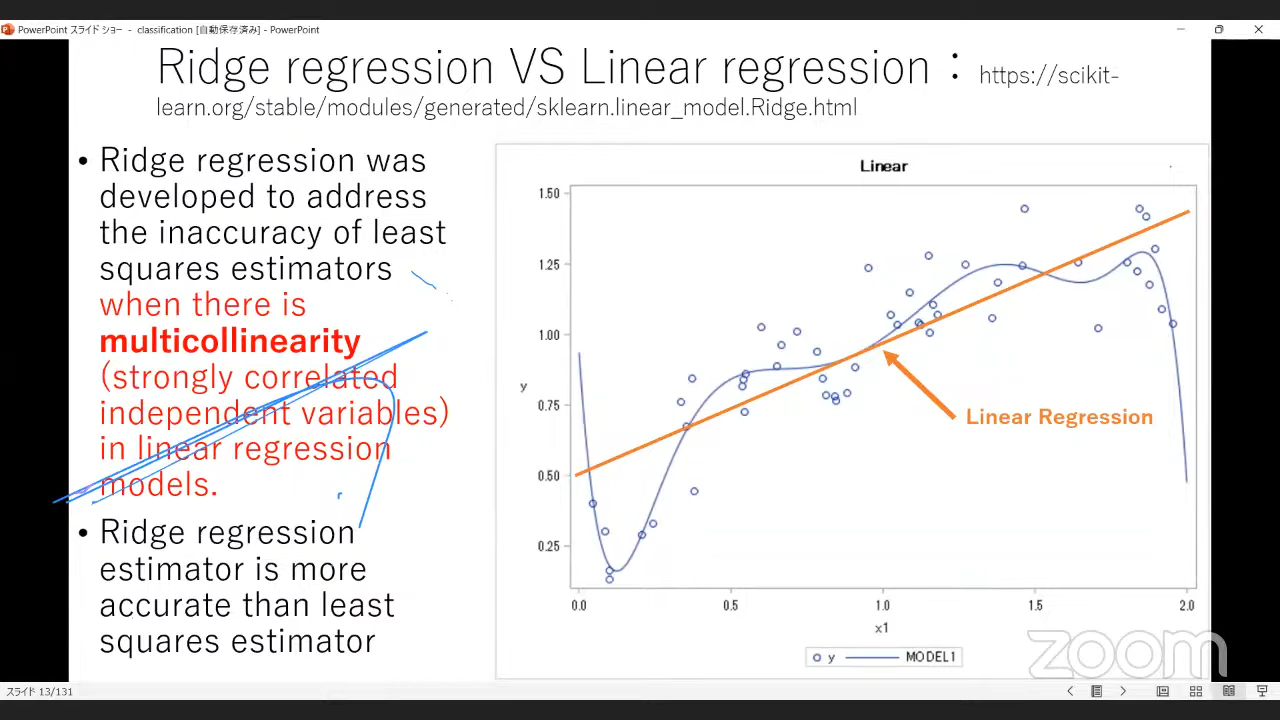 PowerPoint スライド ショー - classification [自動保存済み] - PowerPoint
Ridge regression VS Linear regression：https://scikit-
learn.org/stable/modules/generated/sklearn.linear_model.Ridge.html
• Ridge regression was
developed to address
the inaccuracy of least
squares estimators
when there is
multicollinearity
(strongly correlated
independent variables)
in linear regression
models.
• Ridge regression
estimator is more
accurate than least
squares estimator
Linear
1.50
1.25
1.00
0.75
0.50
0.25
y
Linear Regression
0.0 0.5 1.0 1.5 2.0
x1
y MODEL1
zoom
スライド 13/131